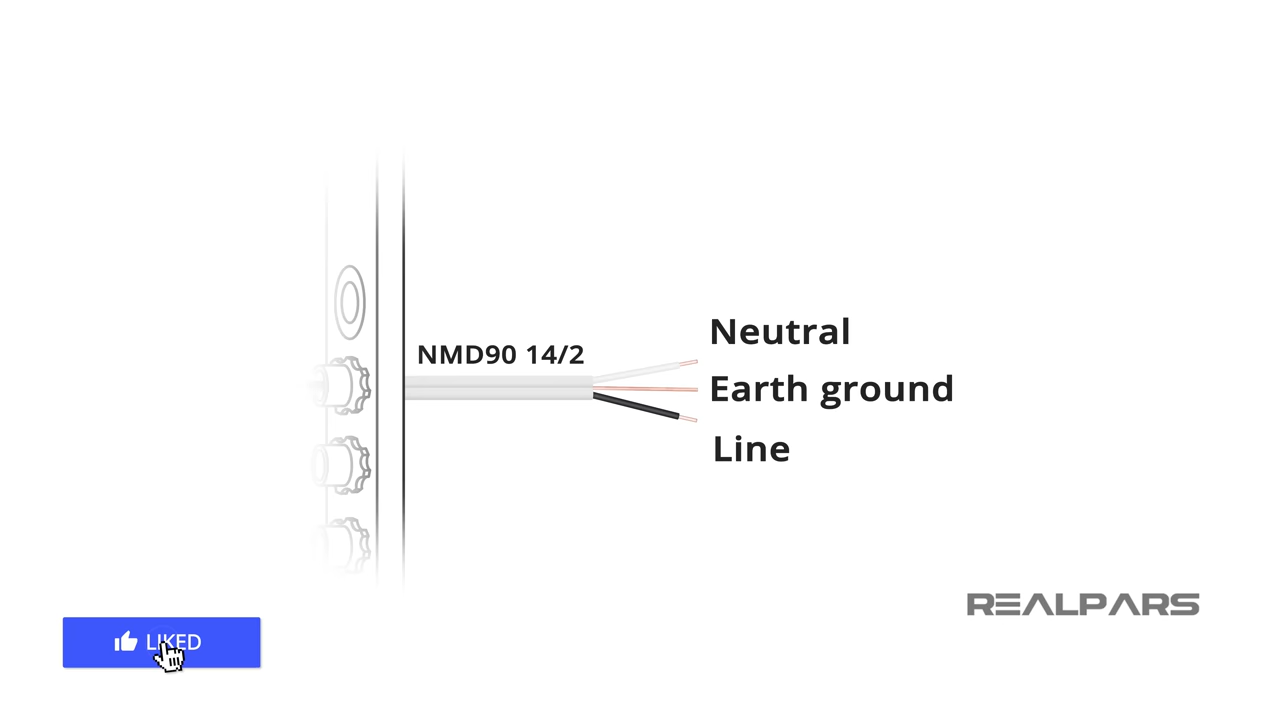 NMD90 14/2
Neutral
Earth ground
Line
REALPARS
LIKED